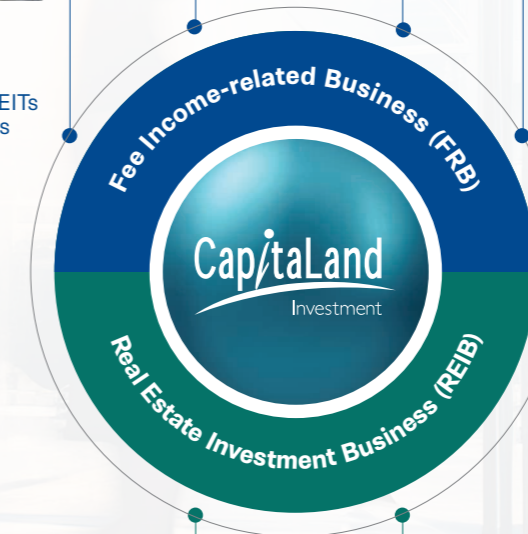 EITs
s
Fee Income-related Business (FRB)
CapitaLand
Investment
Real Estate Investment Business (REIB)